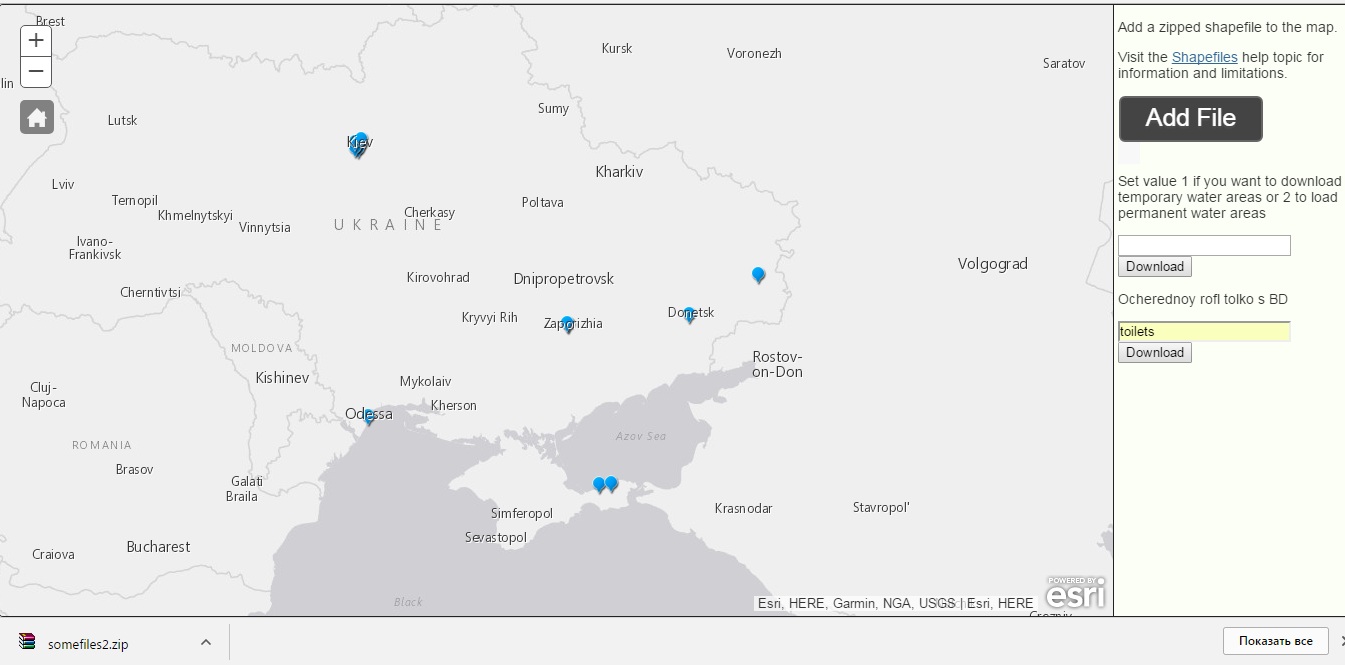 Brest
+
−
lin
Kursk
Voronezh
Saratov
Lutsk
Sumy
Kiev
Kharkiv
Lviv
Ternopil
Khmelnytskyi
Vinnytsia
Cherkasy
Poltava
UKRAINE
Ivano-
Frankivsk
Kirovohrad
Dnipropetrovsk
Volgograd
Cherntivtsi
Kryvyi Rih
Zaporizhia
Donetsk
MOLDOVA
Kishinev
Rostov-
on-Don
Cluj-
Napoca
Mykolaiv
Kherson
Odessa
Azov Sea
ROMANIA
Brasov
Galati
Braila
Simferopol
Sevastopol
Krasnodar
Stavropol'
Craiova
Bucharest
Black
POWERED BY
esri
Esri, HERE, Garmin, NGA, USGS | Esri, HERE
Add a zipped shapefile to the map.
Visit the Shapefiles help topic for
information and limitations.
Add File
Set value 1 if you want to download
temporary water areas or 2 to load
permanent water areas
Download
Ocherednoy rofl tolko s BD
toilets
Download
somefiles2.zip
Показать все